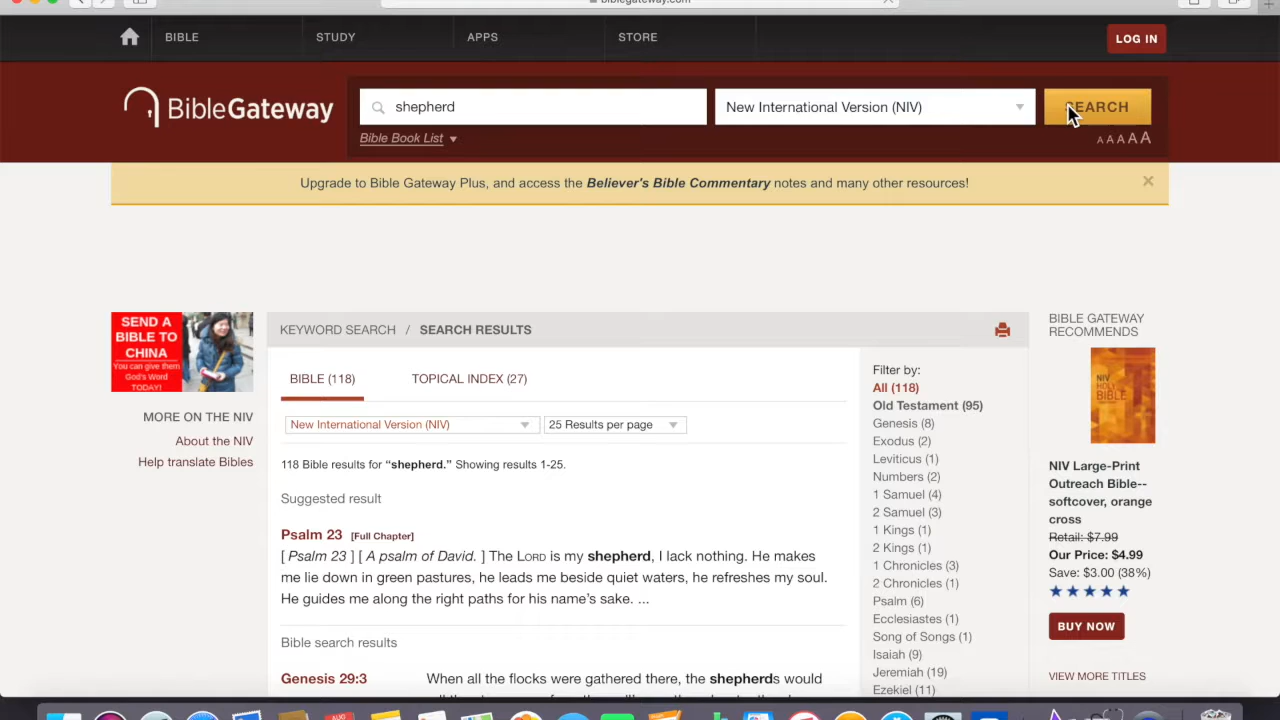 biblegateway.com
BIBLE
STUDY
APPS
STORE
LOG IN
BibleGateway
shepherd
New International Version (NIV)
SEARCH
Bible Book List
A A A A A
Upgrade to Bible Gateway Plus, and access the Believer's Bible Commentary notes and many other resources!
SEND A
BIBLE TO
CHINA
You can give them
God's Word
TODAY!
MORE ON THE NIV
About the NIV
Help translate Bibles
KEYWORD SEARCH / SEARCH RESULTS
BIBLE (118)
TOPICAL INDEX (27)
New International Version (NIV)
25 Results per page
118 Bible results for “shepherd.” Showing results 1-25.
Suggested result
Psalm 23 [Full Chapter]
[ Psalm 23 ] [ A psalm of David. ] The LORD is my shepherd, I lack nothing. He makes
me lie down in green pastures, he leads me beside quiet waters, he refreshes my soul.
He guides me along the right paths for his name’s sake. ...
Bible search results
Genesis 29:3
When all the flocks were gathered there, the shepherds would
Filter by:
All (118)
Old Testament (95)
Genesis (8)
Exodus (2)
Leviticus (1)
Numbers (2)
1 Samuel (4)
2 Samuel (3)
1 Kings (1)
2 Kings (1)
1 Chronicles (3)
2 Chronicles (1)
Psalm (6)
Ecclesiastes (1)
Song of Songs (1)
Isaiah (9)
Jeremiah (19)
Ezekiel (11)
BIBLE GATEWAY
RECOMMENDS
NIV
HOLY
BIBLE
NIV Large-Print
Outreach Bible--
softcover, orange
cross
Retail: $7.99
Our Price: $4.99
Save: $3.00 (38%)
BUY NOW
VIEW MORE TITLES
AUG